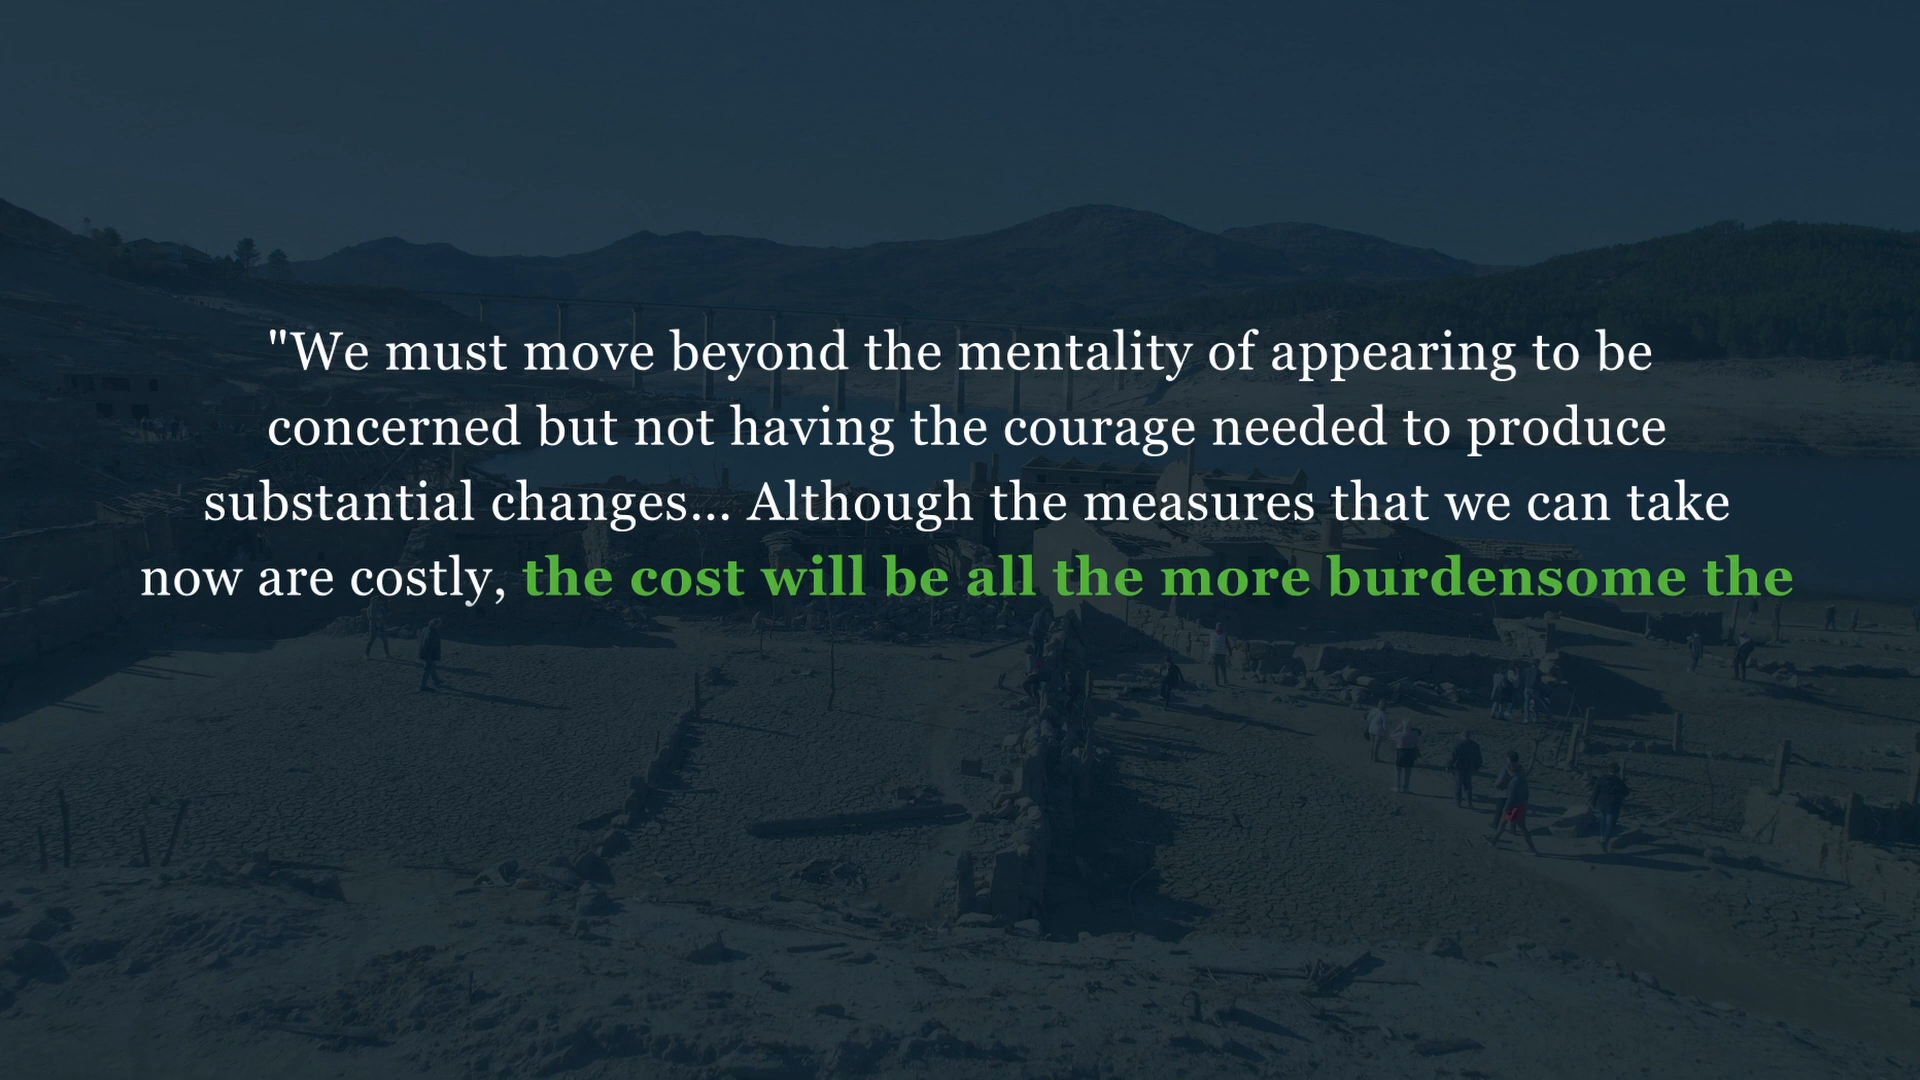 "We must move beyond the mentality of appearing to be
concerned but not having the courage needed to produce
substantial changes... Although the measures that we can take
now are costly, the cost will be all the more burdensome the